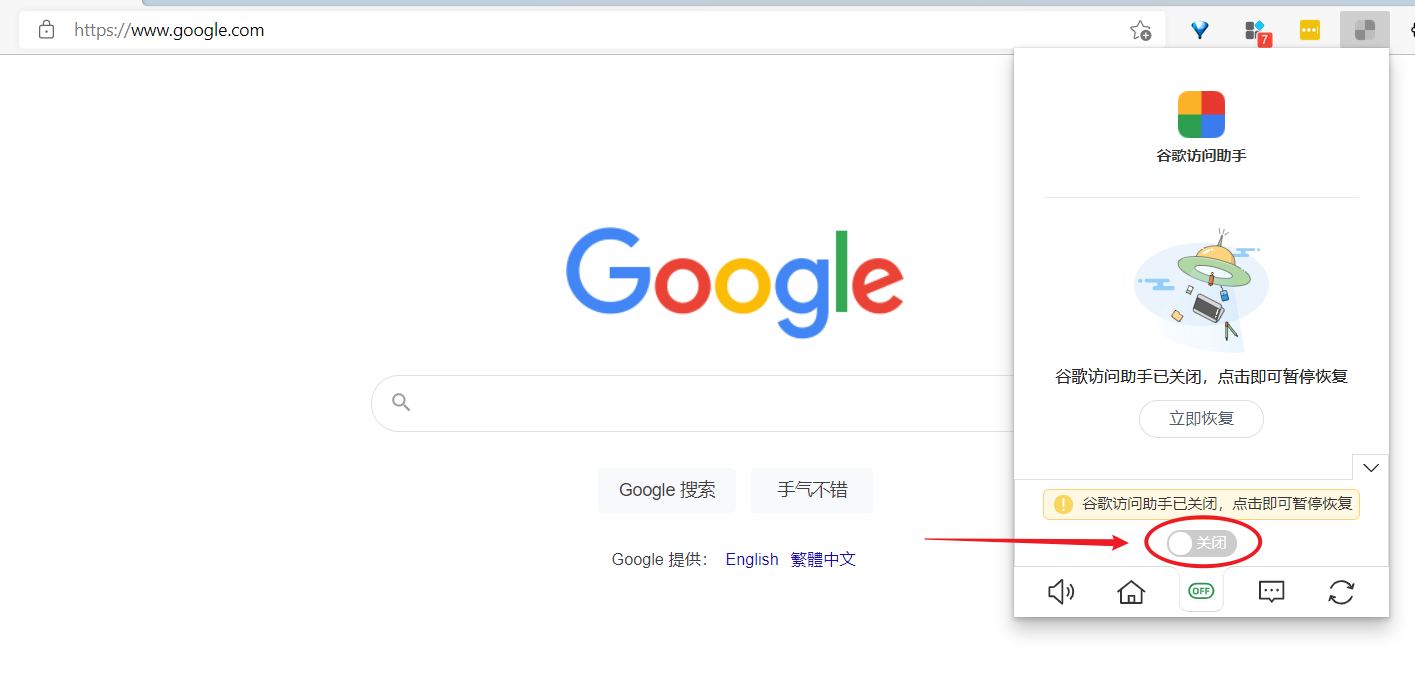 https://www.google.com
7
谷歌访问助手
Google
谷歌访问助手已关闭，点击即可暂停恢复
立即恢复
Google 搜索
手气不错
谷歌访问助手已关闭，点击即可暂停恢复
关闭
Google 提供： English 繁體中文
OFF